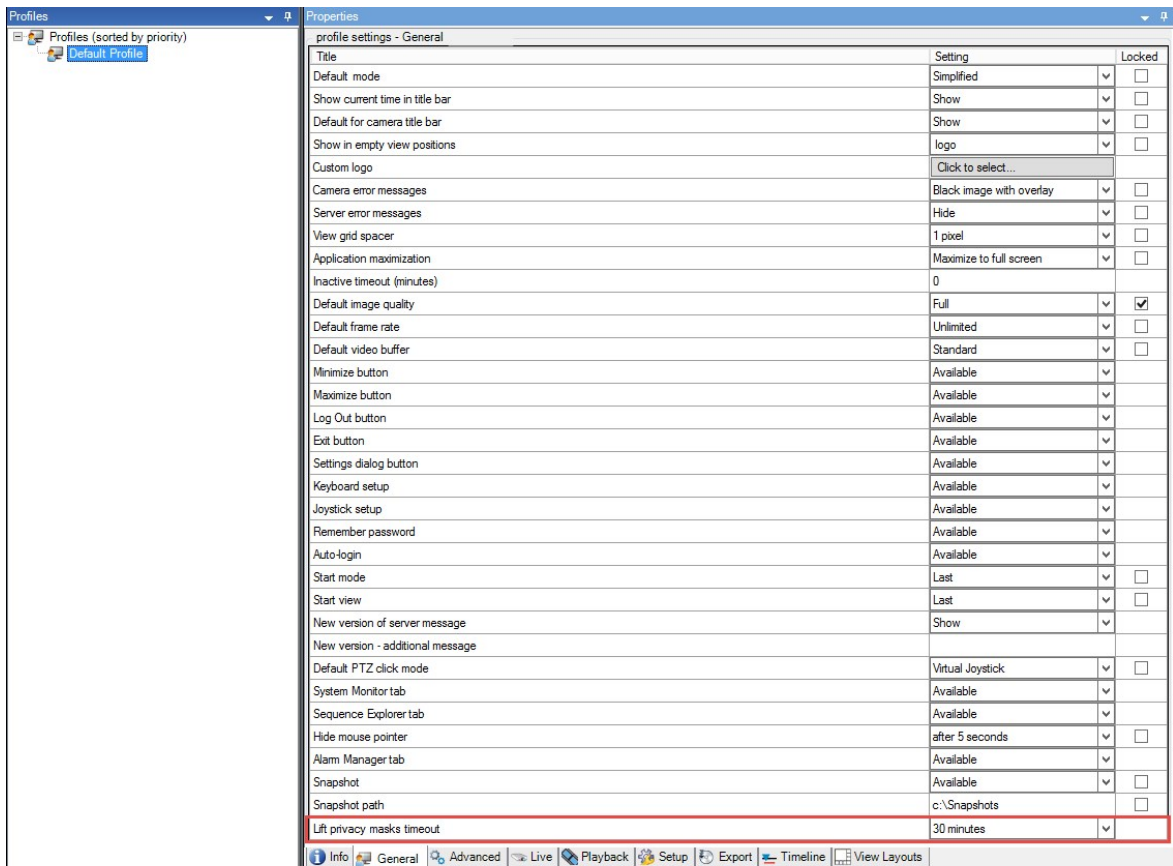 Profiles
Profiles (sorted by priority)
Default Profile
Properties
profile settings - General
Title Setting Locked
Default mode Simplified
Show current time in title bar Show
Default for camera title bar Show
Show in empty view positions logo
Custom logo Click to select...
Camera error messages Black image with overlay
Server error messages Hide
View grid spacer 1 pixel
Application maximization Maximize to full screen
Inactive timeout (minutes) 0
Default image quality Full
Default frame rate Unlimited
Default video buffer Standard
Minimize button Available
Maximize button Available
Log Out button Available
Exit button Available
Settings dialog button Available
Keyboard setup Available
Joystick setup Available
Remember password Available
Auto-login Available
Start mode Last
Start view Last
New version of server message Show
New version - additional message
Default PTZ click mode Virtual Joystick
System Monitor tab Available
Sequence Explorer tab Available
Hide mouse pointer after 5 seconds
Alarm Manager tab Available
Snapshot Available
Snapshot path c:\Snapshots
Lift privacy masks timeout 30 minutes
Info General Advanced Live Playback Setup Export Timeline View Layouts